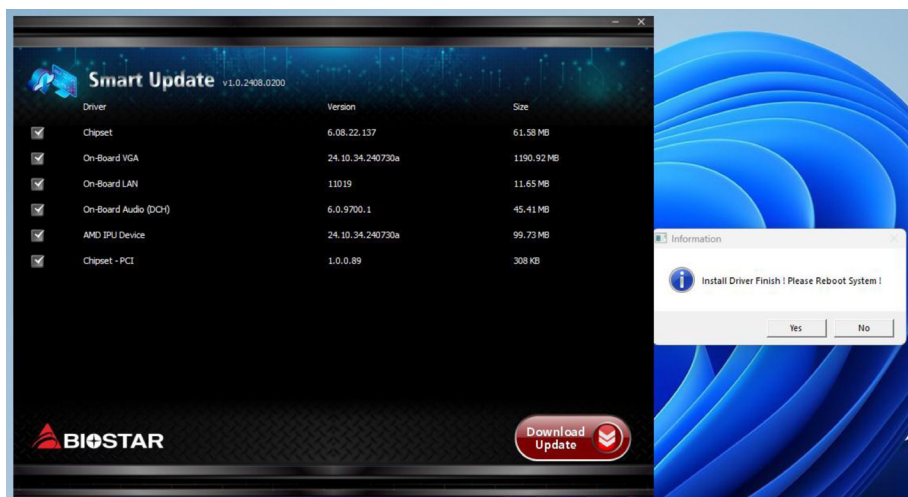 Smart Update v1.0.2408.0200
Driver Version Size
Chipset 6.08.22.137 61.58 MB
On-Board VGA 24.10.34.240730a 1190.92 MB
On-Board LAN 11019 11.65 MB
On-Board Audio (DCH) 6.0.9700.1 45.41 MB
AMD IPU Device 24.10.34.240730a 99.73 MB
Chipset - PCI 1.0.0.89 308 KB
Information
Install Driver Finish ! Please Reboot System !
Yes No
BIOSTAR
Download
Update